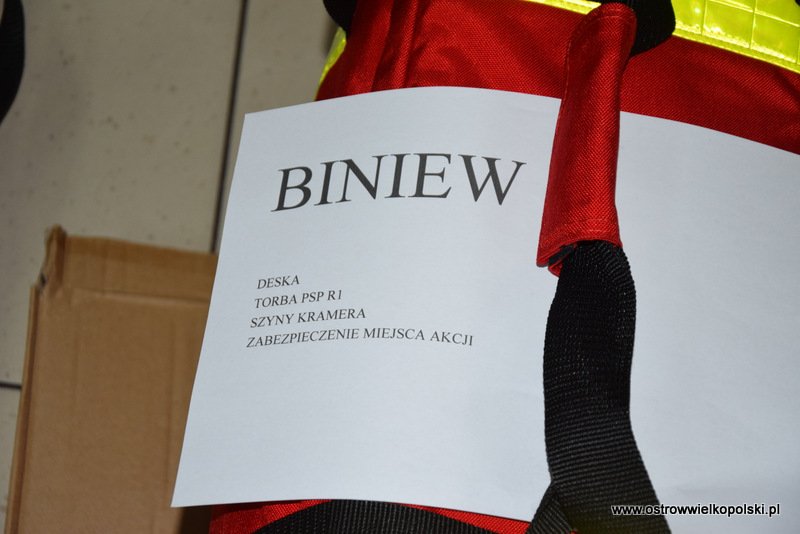 BINIEW
DESKA
TORBA PSP R1
SZYNY KRAMERA
ZABEZPIECZENIE MIEJSCA AKCJI
www.ostrowwielkopolski.pl